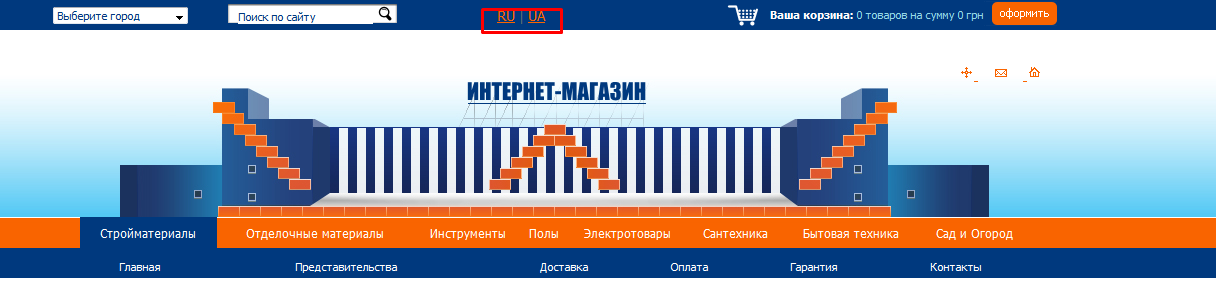 Выберите город Поиск по сайту RU | UA Ваша корзина: 0 товаров на сумму 0 грн оформить
ИНТЕРНЕТ-МАГАЗИН
Стройматериалы Отделочные материалы Инструменты Полы Электротовары Сантехника Бытовая техника Сад и Огород
Главная Представительства Доставка Оплата Гарантия Контакты